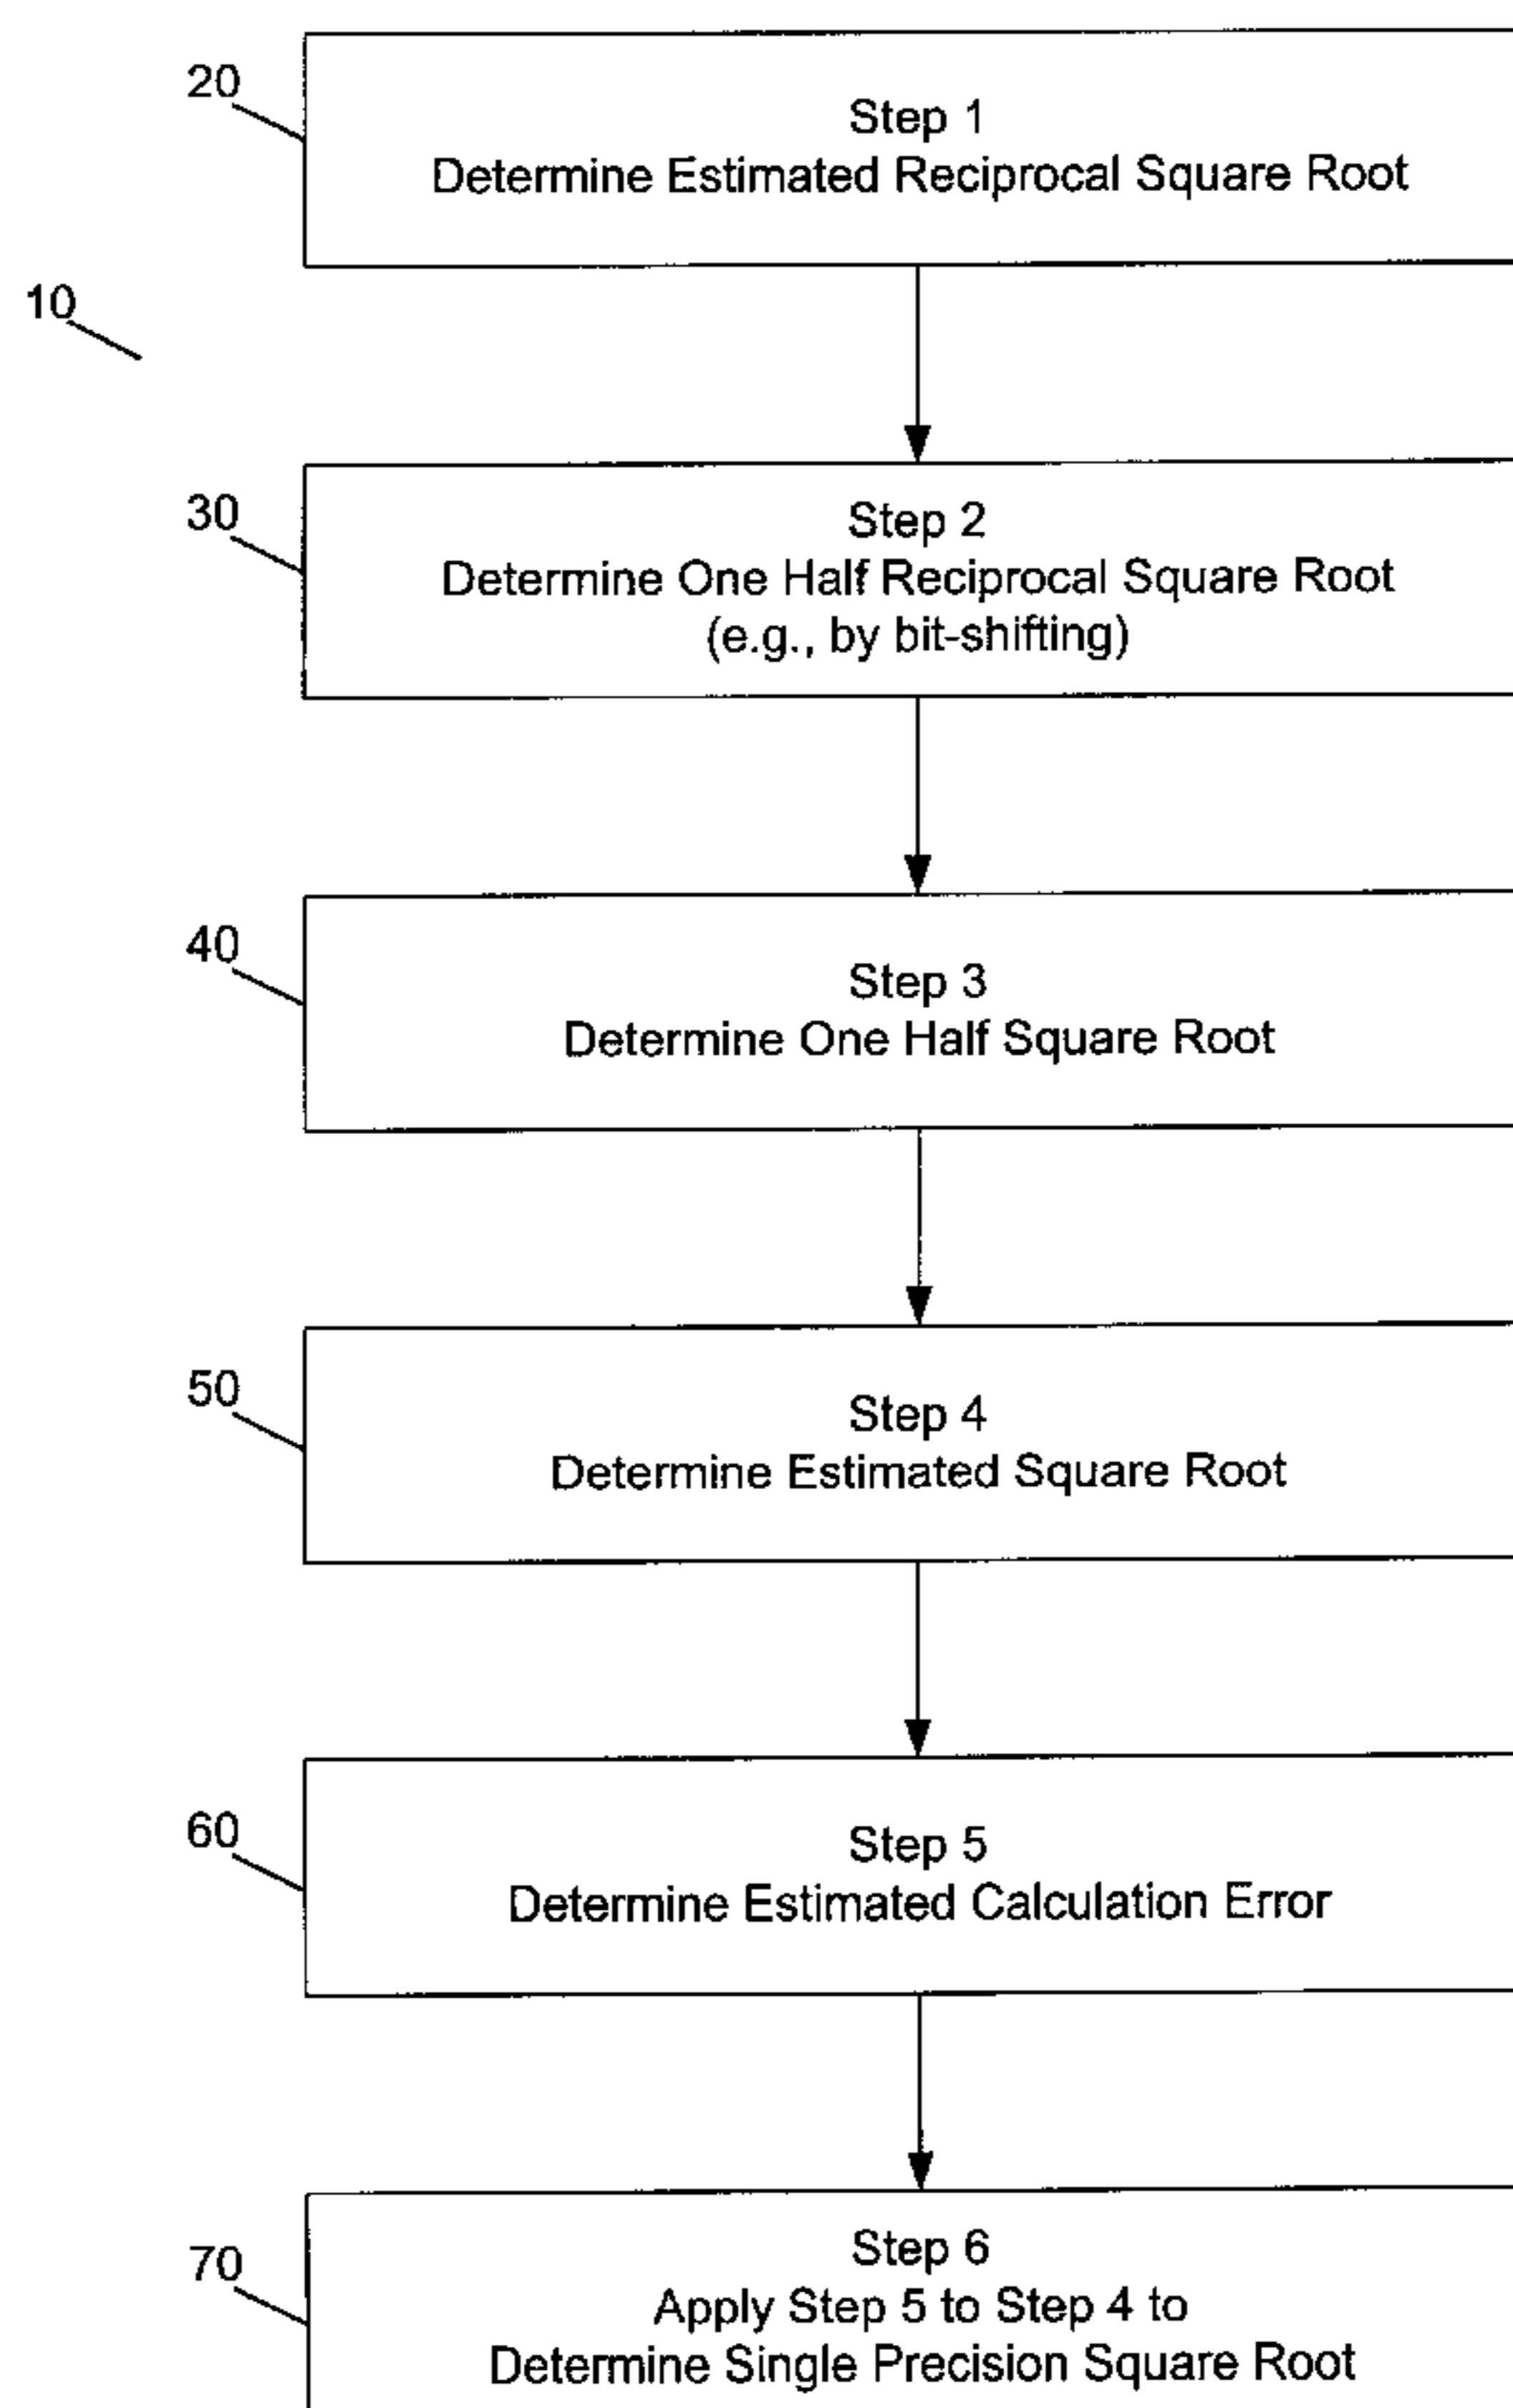 20
Step 1
Determine Estimated Reciprocal Square Root
10
30
Step 2
Determine One Half Reciprocal Square Root
(e.g., by bit-shifting)
40
Step 3
Determine One Half Square Root
50
Step 4
Determine Estimated Square Root
60
Step 5
Determine Estimated Calculation Error
70
Step 6
Apply Step 5 to Step 4 to
Determine Single Precision Square Root